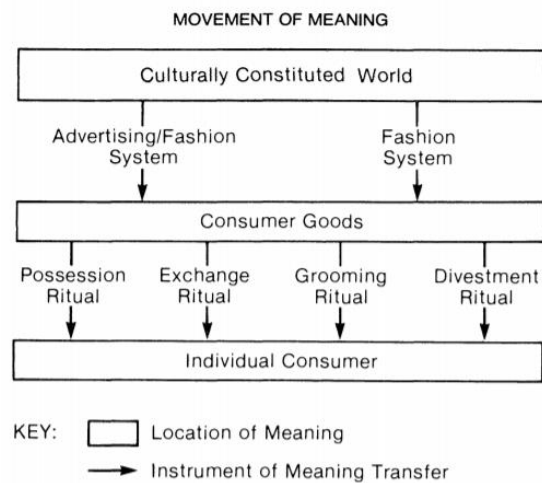 MOVEMENT OF MEANING
Culturally Constituted World
Advertising/Fashion System
Fashion System
Consumer Goods
Possession Ritual
Exchange Ritual
Grooming Ritual
Divestment Ritual
Individual Consumer
KEY:
Location of Meaning
Instrument of Meaning Transfer